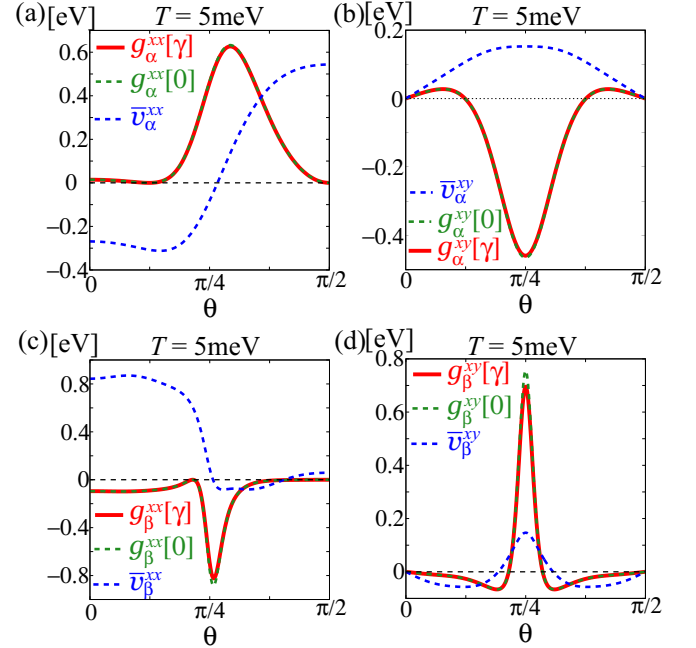 (a) [eV] T = 5meV
g_α^xx[γ]
g_α^xx[0]
v̅_α^xx
0.6
0.4
0.2
0
−0.2
−0.4
0 π/4 π/2
θ
(b) [eV] T = 5meV
0
−0.2
−0.4
v̅_α^xy
g_α^xy[0]
g_α^xy[γ]
0 π/4 π/2
θ
(c) [eV] T = 5meV
0.8
0.4
0
−0.4
−0.8
g_β^xx[γ]
g_β^xx[0]
v̅_β^xx
0 π/4 π/2
θ
(d) [eV] T = 5meV
0.8
0.6
0.4
0.2
0
g_β^xy[γ]
g_β^xy[0]
v̅_β^xy
0 π/4 π/2
θ